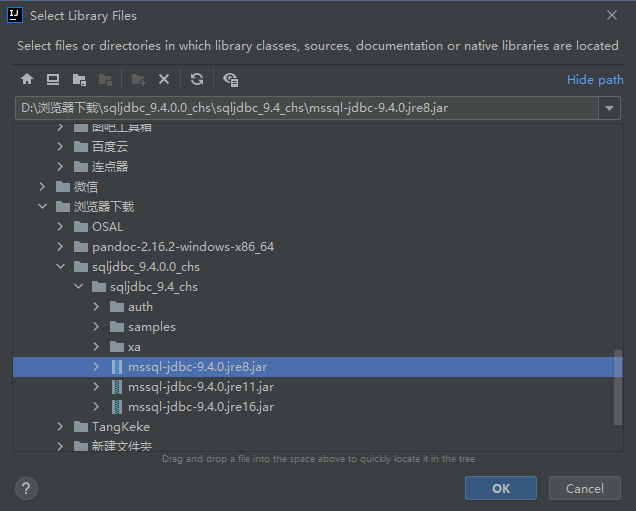 Select Library Files
Select files or directories in which library classes, sources, documentation or native libraries are located
Hide path
D:\浏览器下载\sqljdbc_9.4.0.0_chs\sqljdbc_9.4_chs\mssql-jdbc-9.4.0.jre8.jar
图吧工具箱
百度云
连点器
微信
浏览器下载
OSAL
pandoc-2.16.2-windows-x86_64
sqljdbc_9.4.0.0_chs
sqljdbc_9.4_chs
auth
samples
xa
mssql-jdbc-9.4.0.jre8.jar
mssql-jdbc-9.4.0.jre11.jar
mssql-jdbc-9.4.0.jre16.jar
TangKeke
新建文件夹
Drag and drop a file into the space above to quickly locate it in the tree
? OK Cancel